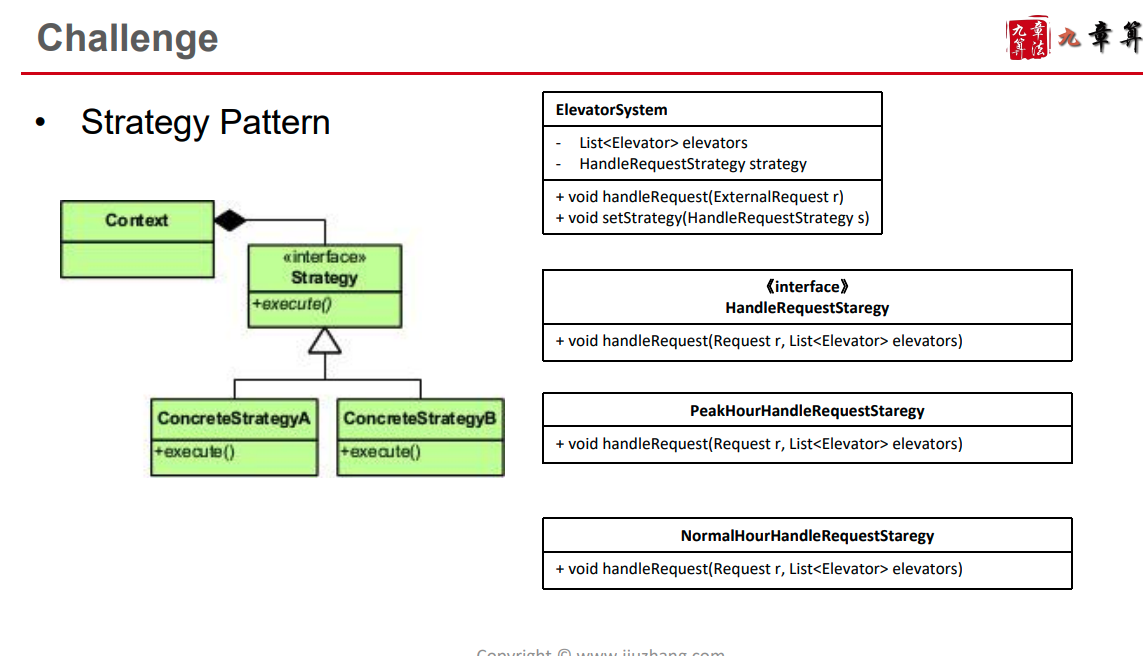 Challenge
九章算法
九章算
• Strategy Pattern
Context
«interface»
Strategy
+execute()
ConcreteStrategyA
+execute()
ConcreteStrategyB
+execute()
ElevatorSystem
- List<Elevator> elevators
- HandleRequestStrategy strategy
+ void handleRequest(ExternalRequest r)
+ void setStrategy(HandleRequestStrategy s)
《interface》
HandleRequestStaregy
+ void handleRequest(Request r, List<Elevator> elevators)
PeakHourHandleRequestStaregy
+ void handleRequest(Request r, List<Elevator> elevators)
NormalHourHandleRequestStaregy
+ void handleRequest(Request r, List<Elevator> elevators)
Copyright © www.jiuzhang.com